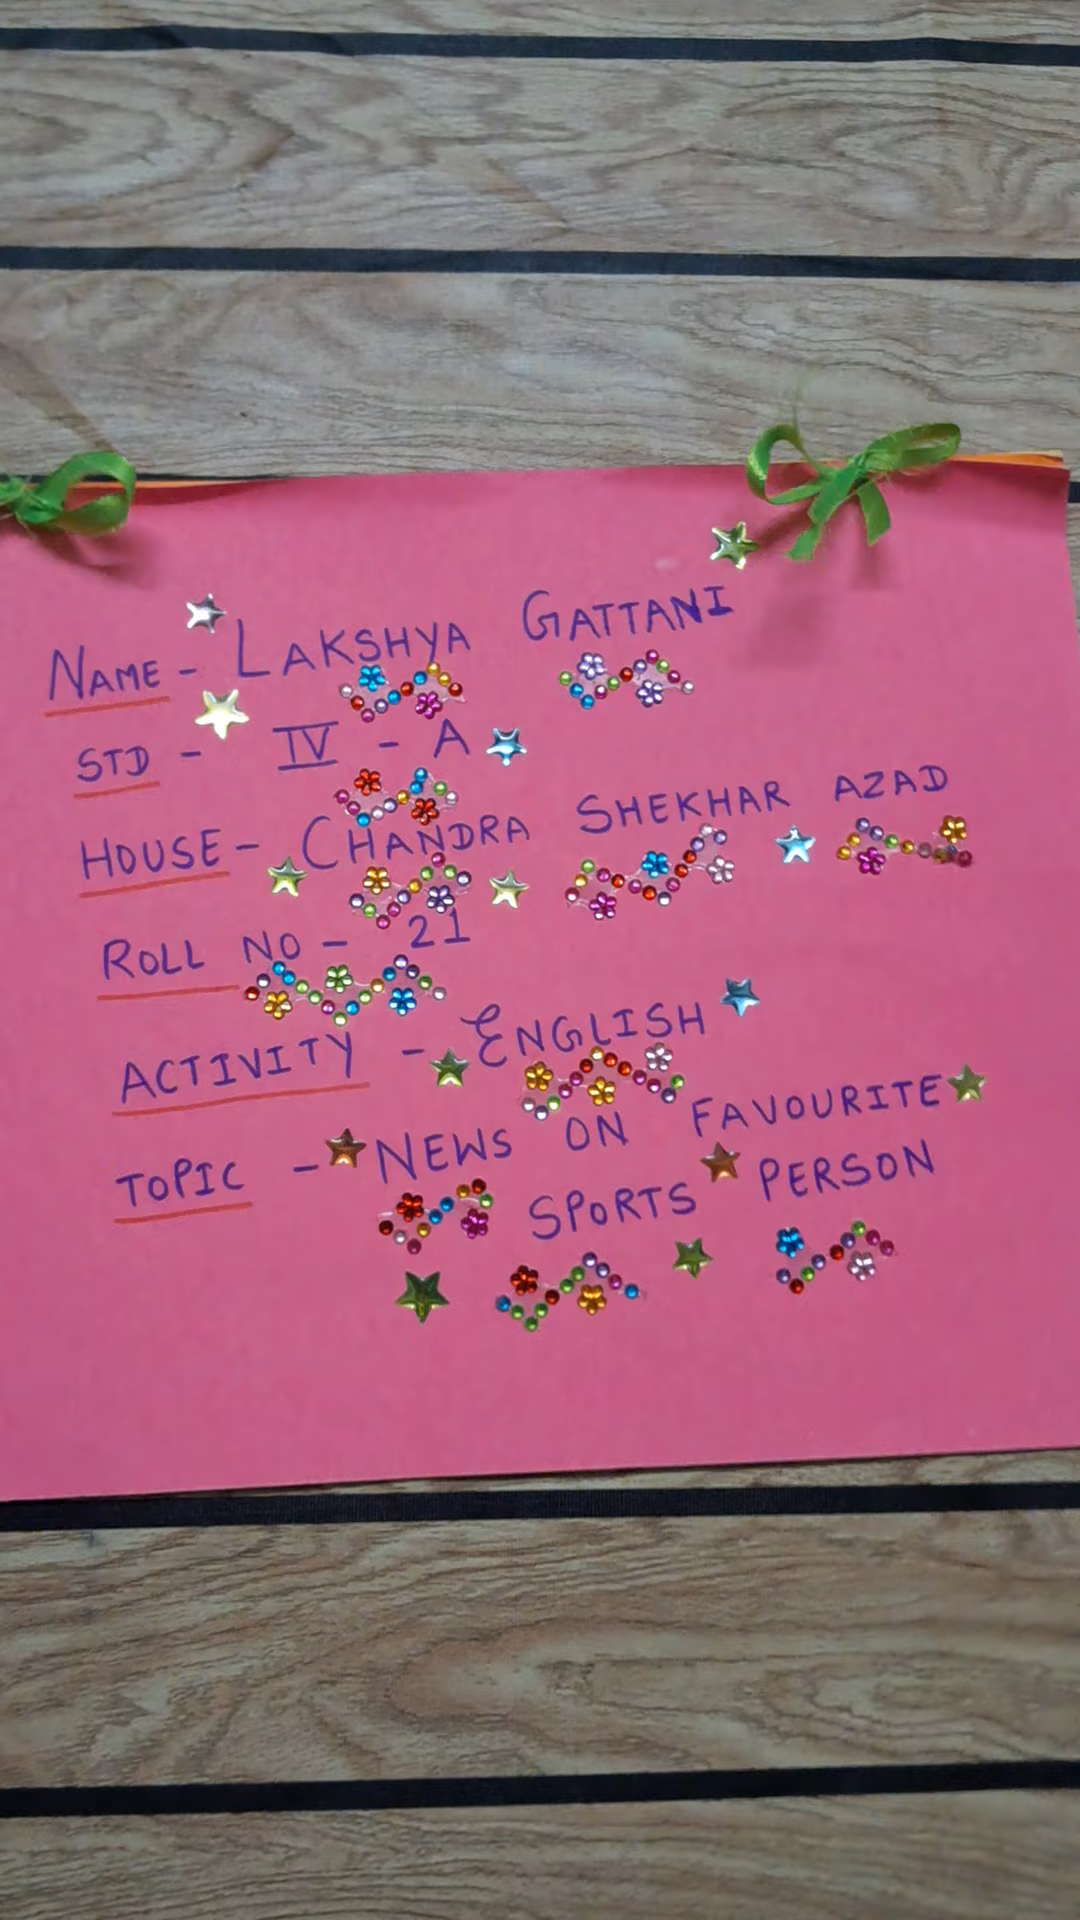 NAME - LAKSHYA GATTANI
STD - IV - A
HOUSE - CHANDRA SHEKHAR AZAD
ROLL NO - 21
ACTIVITY - ENGLISH
TOPIC - NEWS ON FAVOURITE
SPORTS PERSON